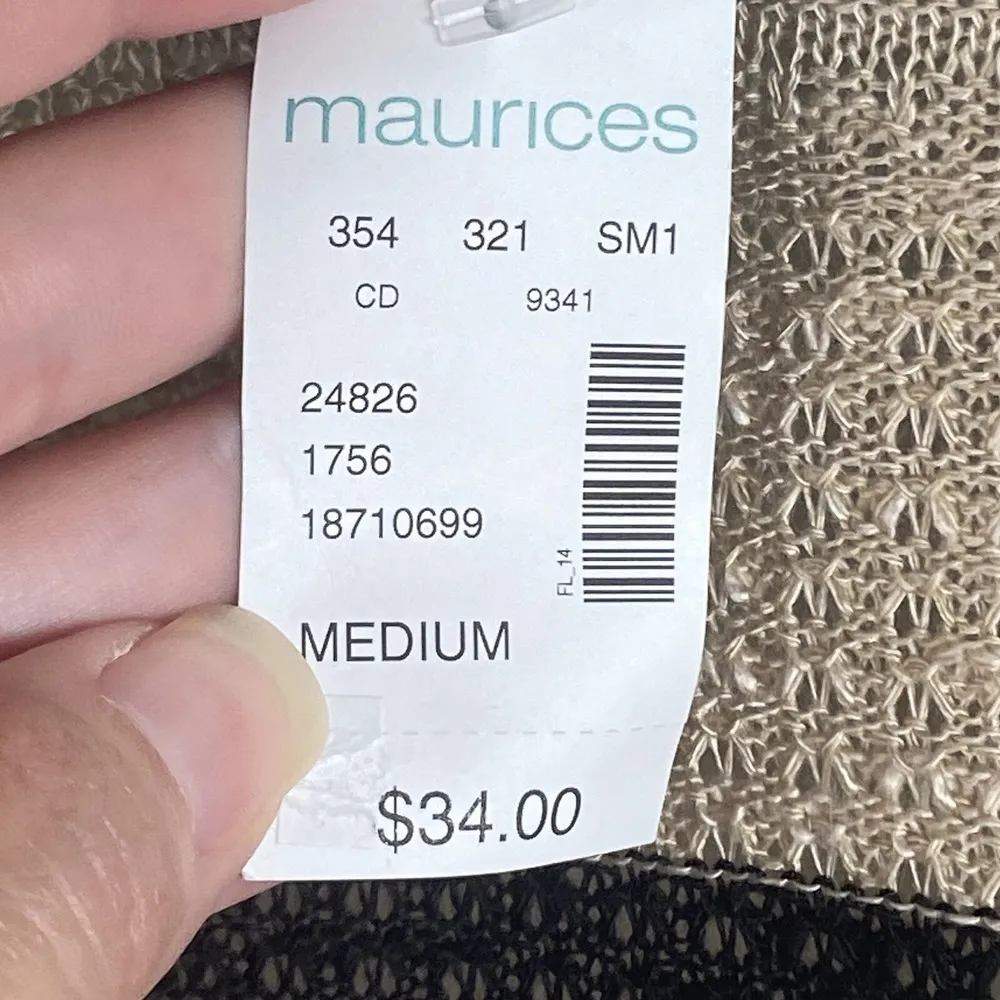 maurices
354 321 SM1
CD 9341
24826
1756
18710699
FL_14
MEDIUM
$34.00